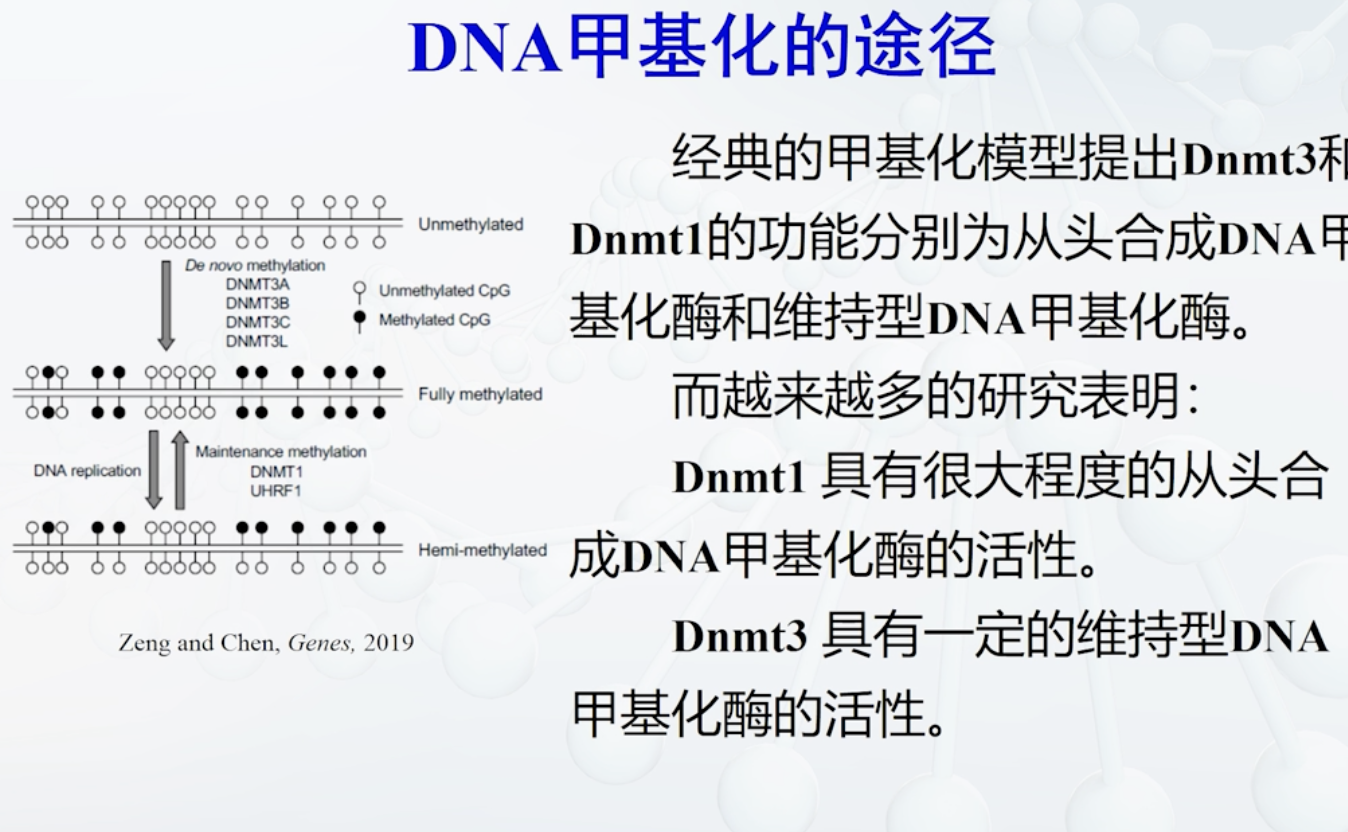 DNA甲基化的途径
Unmethylated
De novo methylation
DNMT3A
DNMT3B
DNMT3C
DNMT3L
Unmethylated CpG
Methylated CpG
Fully methylated
DNA replication
Maintenance methylation
DNMT1
UHRF1
Hemi-methylated
Zeng and Chen, Genes, 2019
经典的甲基化模型提出Dnmt3和
Dnmt1的功能分别为从头合成DNA甲
基化酶和维持型DNA甲基化酶。
而越来越多的研究表明：
Dnmt1 具有很大程度的从头合
成DNA甲基化酶的活性。
Dnmt3 具有一定的维持型DNA
甲基化酶的活性。